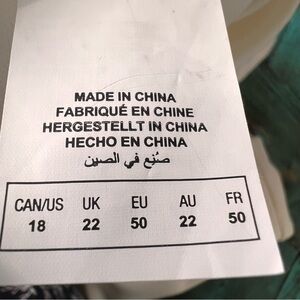 MADE IN CHINA
FABRIQUÉ EN CHINE
HERGESTELLT IN CHINA
HECHO EN CHINA
صُنع في الصين
CAN/US UK EU AU FR
18 22 50 22 50